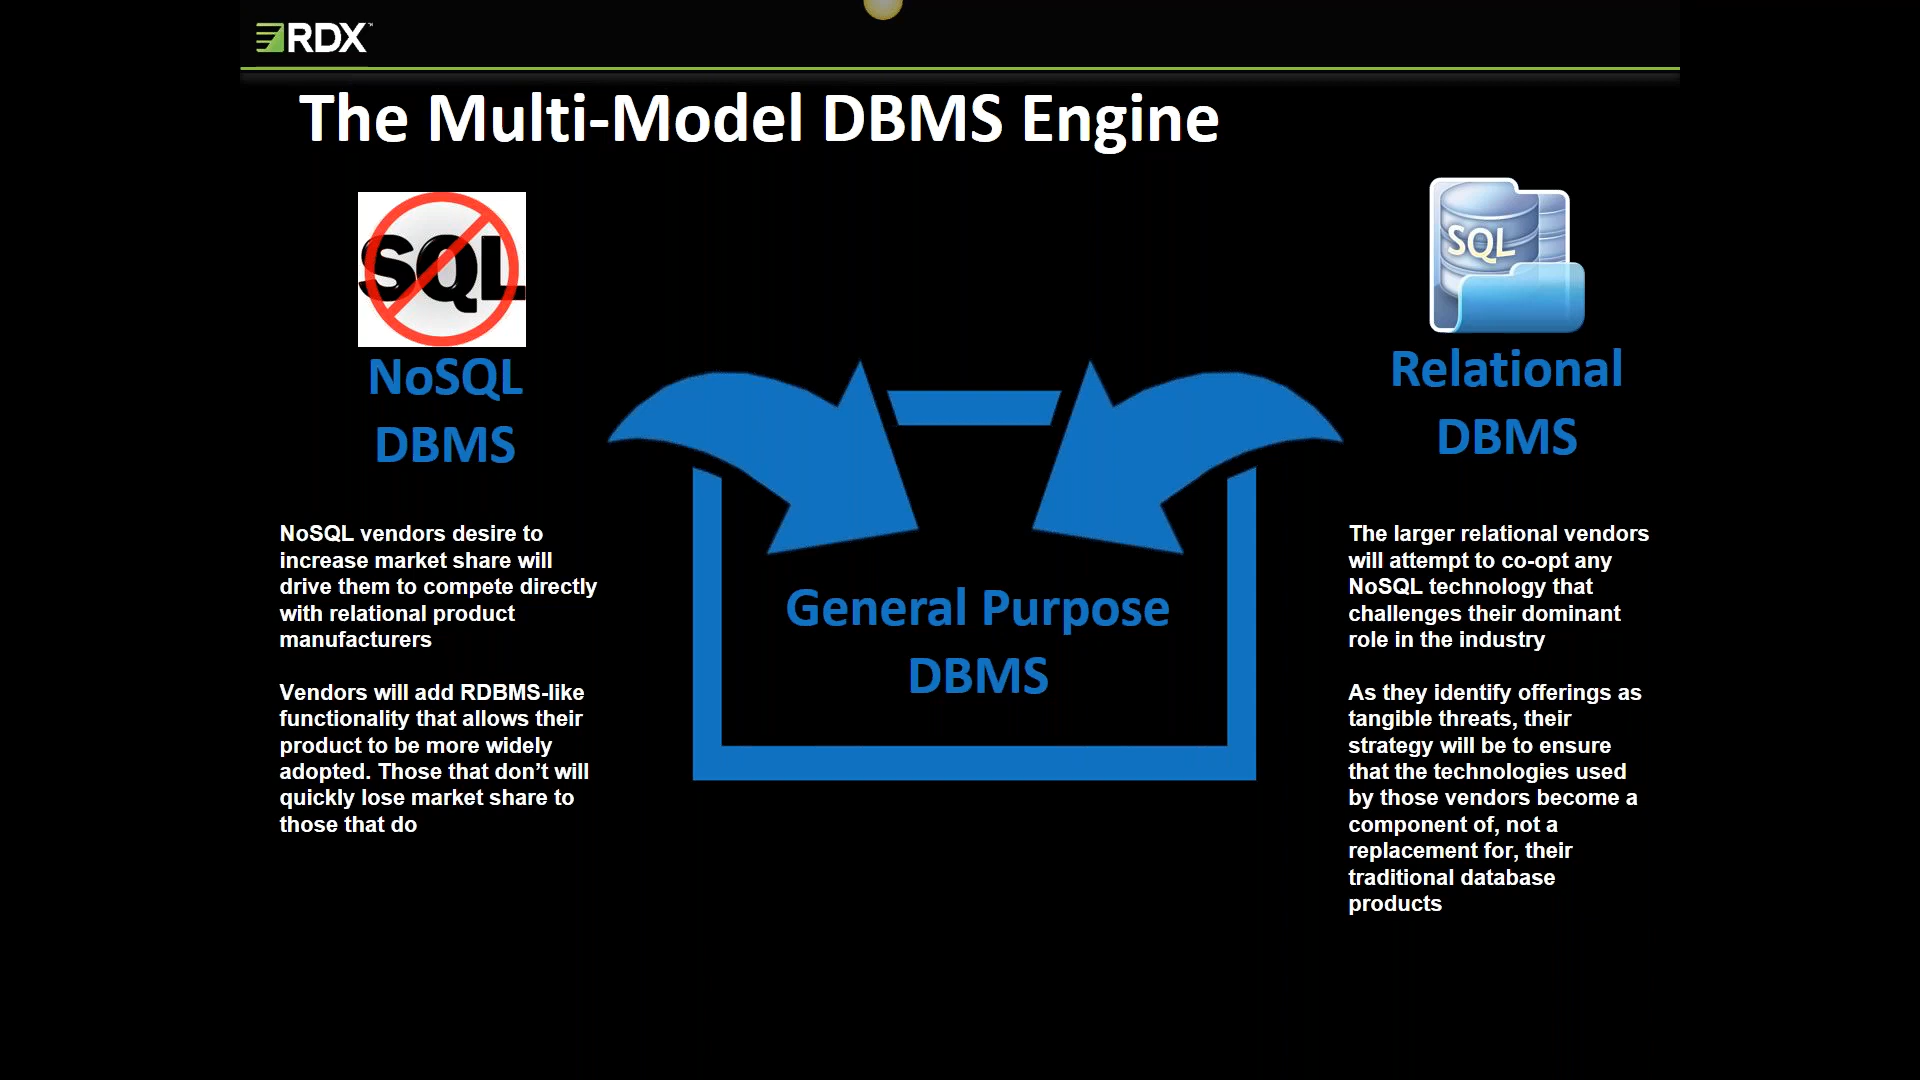 RDX™
The Multi-Model DBMS Engine
SQL
NoSQL
DBMS
NoSQL vendors desire to
increase market share will
drive them to compete directly
with relational product
manufacturers
Vendors will add RDBMS-like
functionality that allows their
product to be more widely
adopted. Those that don’t will
quickly lose market share to
those that do
General Purpose
DBMS
SQL
Relational
DBMS
The larger relational vendors
will attempt to co-opt any
NoSQL technology that
challenges their dominant
role in the industry
As they identify offerings as
tangible threats, their
strategy will be to ensure
that the technologies used
by those vendors become a
component of, not a
replacement for, their
traditional database
products